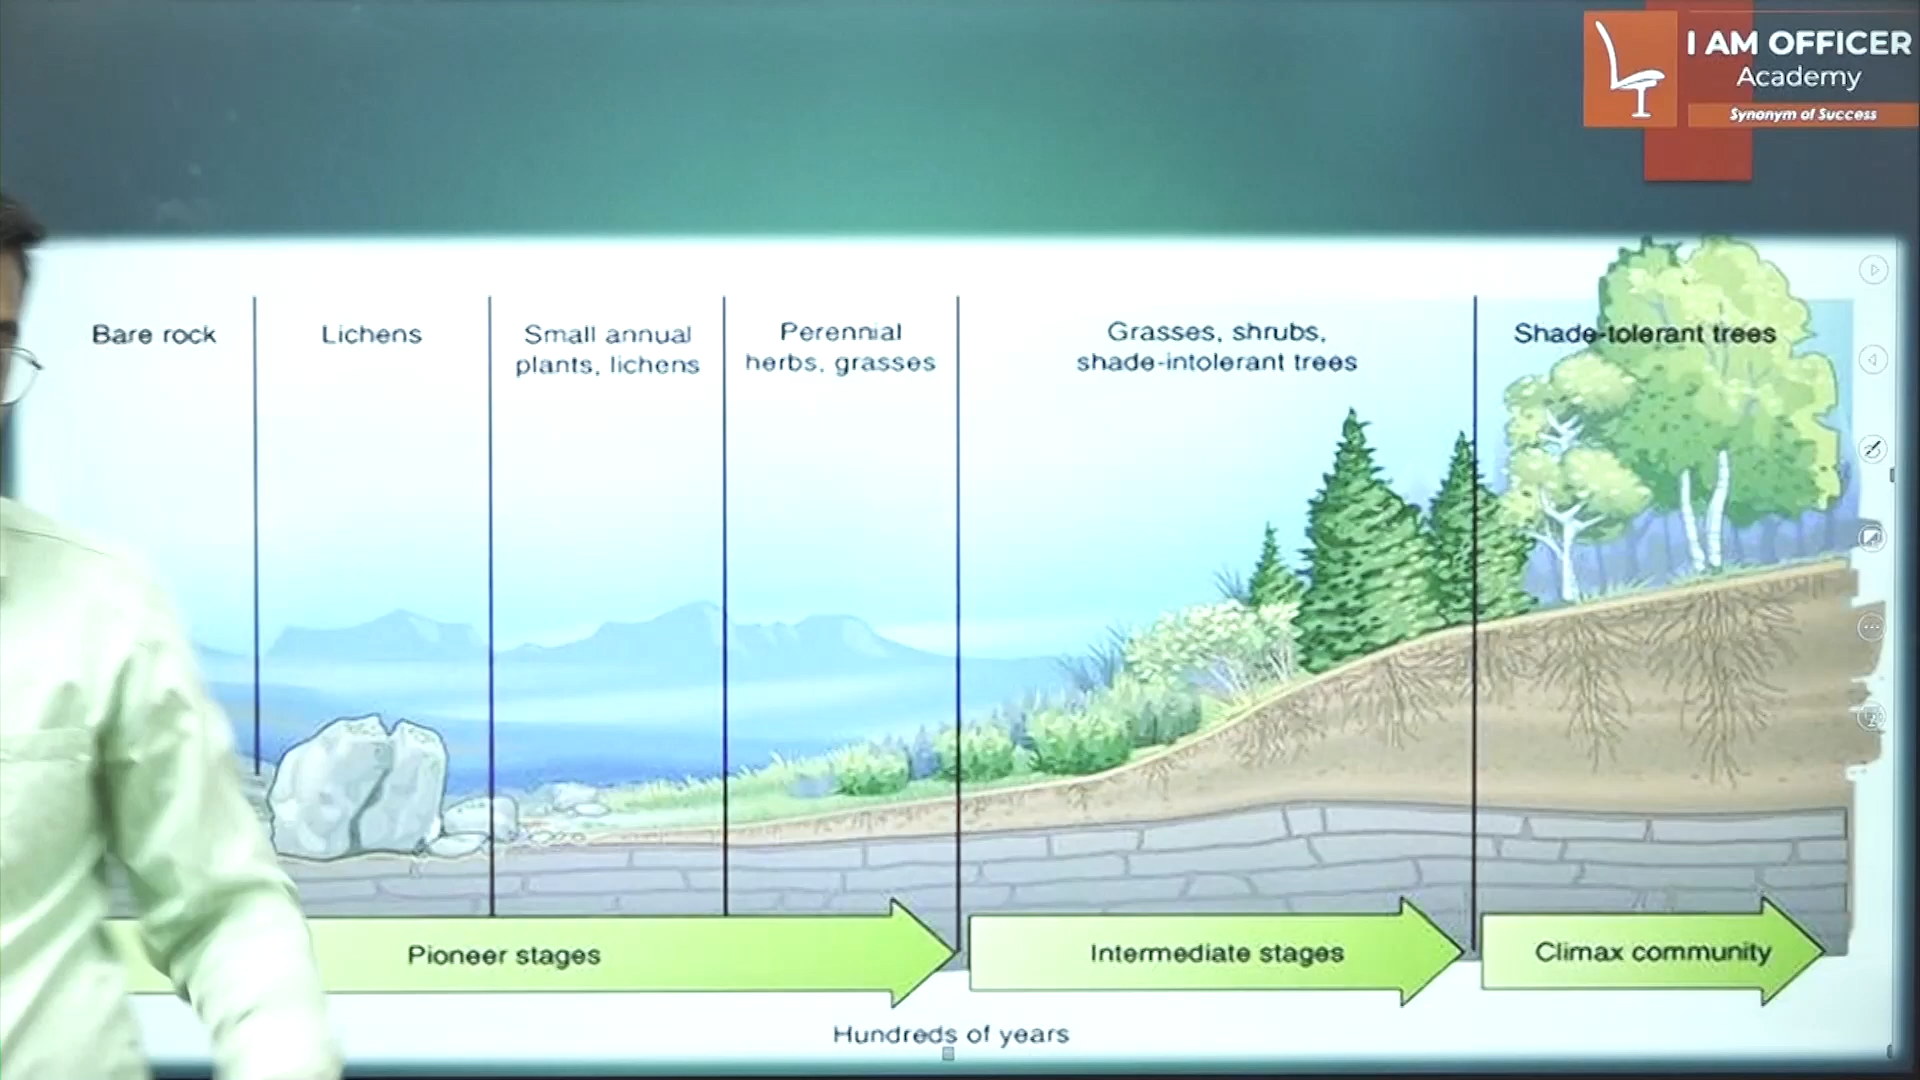 I AM OFFICER
Academy
Synonym of Success
Bare rock
Lichens
Small annual
plants, lichens
Perennial
herbs, grasses
Grasses, shrubs,
shade-intolerant trees
Shade-tolerant trees
Pioneer stages
Intermediate stages
Climax community
Hundreds of years